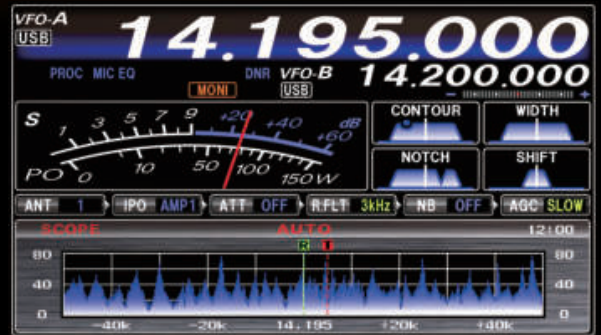 VFO-A 14.195.000
USB
PROC MIC EQ DNR VFO-B 14.200.000
MONI USB
- +
S 1 3 5 7 9 +20 +40 +60 dB
PO 0 10 50 100 150 W
CONTOUR WIDTH
NOTCH SHIFT
ANT 1 IPO AMP1 ATT OFF R.FLT 3kHz NB OFF AGC SLOW
SCOPE AUTO 12:00
R T
80 80
40 40
0 0
-40k -20k 14.195 +20k +40k